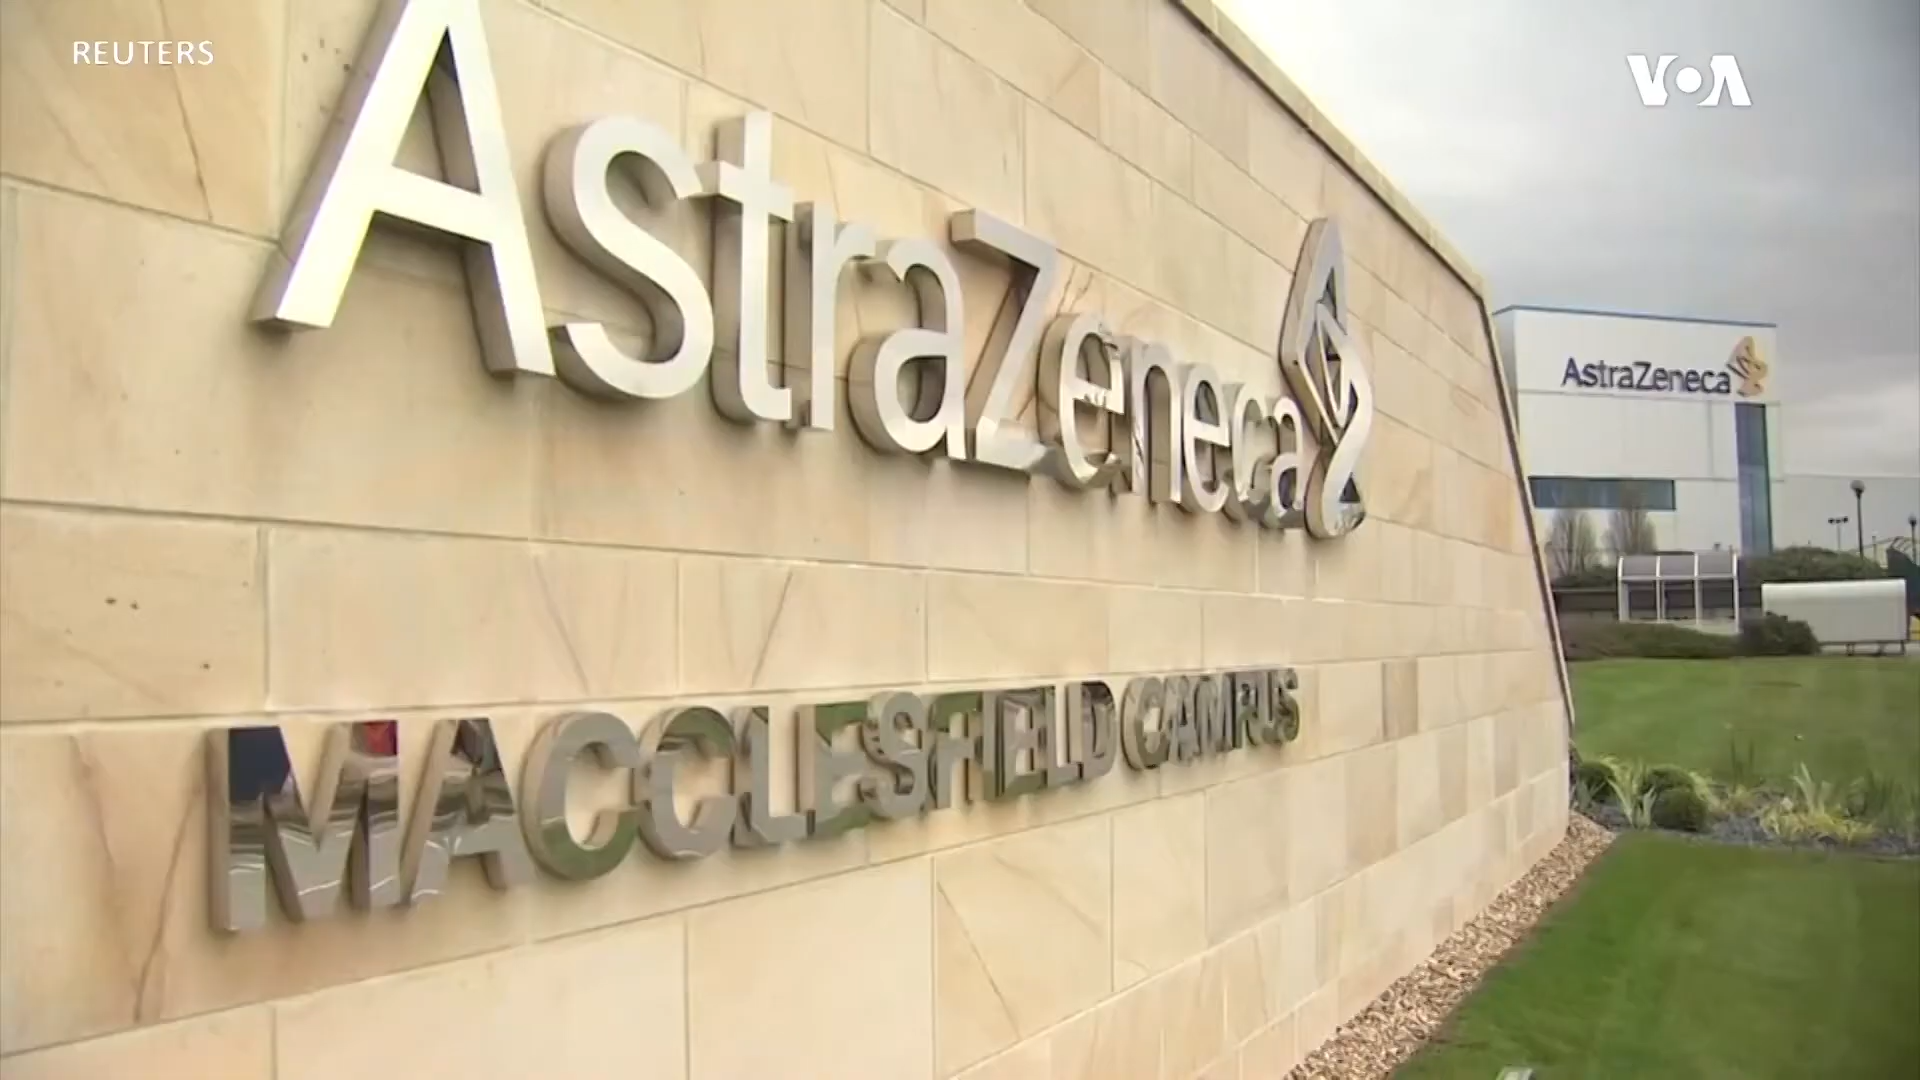 REUTERS
VOA
AstraZeneca
AstraZeneca
MACCLESFIELD CAMPUS